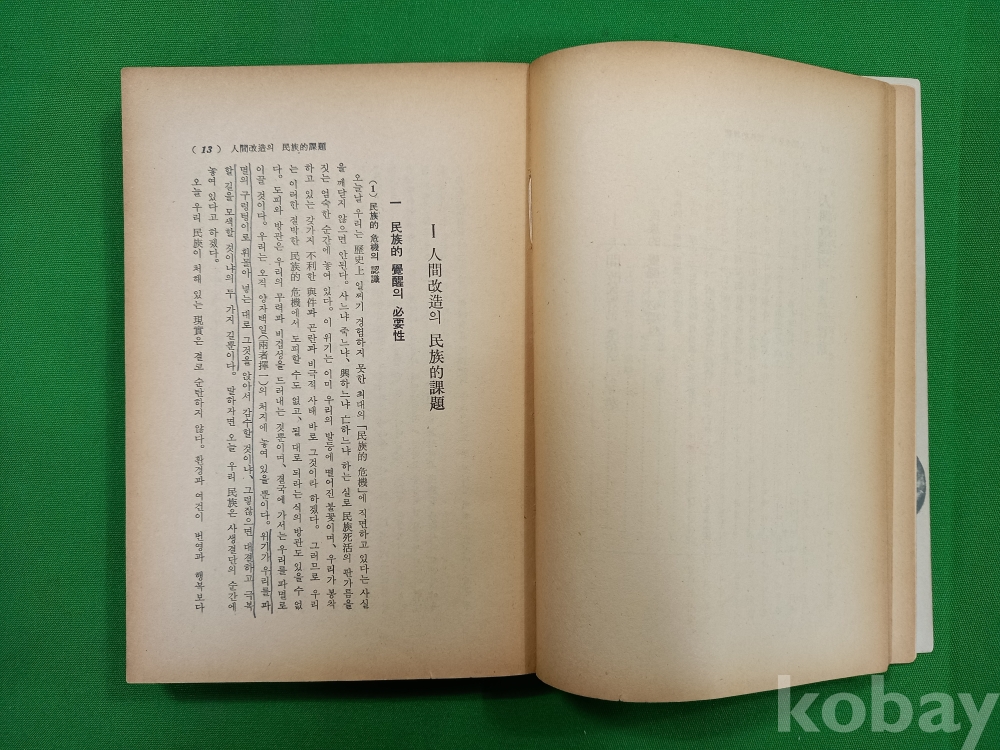 ( 13 ) 人間改造의 民族的課題
Ⅰ 人間改造의 民族的課題
一 民族的 覺醒의 必要性
(1) 民族的 危機의 認識
오늘날 우리는 歷史上 일찌기 경험하지 못한 최대의 「民族的 危機」에 직면하고 있다는 사실
을 깨닫지 않으면 안된다. 사느냐 죽느냐、興하느냐 亡하느냐 하는 실로 民族死活의 판가름을
짓는 엄숙한 순간에 놓여 있다. 이 위기는 이미 우리의 발등에 떨어진 불꽃이며、우리가 봉착
하고 있는 갖가지 不利한 與件과 곤란과 비극적 사태 바로 그것이라 하겠다. 그러므로 우리
는 이러한 절박한 民族的 危機에서 도피할 수도 없고、될 대로 되라는 식의 방관도 있을 수 없
다. 도피와 방관은 우리의 무력과 비겁성을 드러내는 것뿐이며、결국에 가서는 우리를 파멸로
이끌 것이다. 우리는 오직 양자택일(兩者擇一)의 처지에 놓여 있을 뿐이다. 위기가 우리를 파
멸의 구렁텅이로 휘몰아 넣는 대로 그것을 앉아서 감수할 것이냐、그렇잖으면 대결하고 극복
할 길을 모색할 것이냐의 두 가지 길뿐이다. 말하자면 오늘 우리 民族은 사생결단의 순간에
놓여 있다고 하겠다.
오늘 우리 民族이 처해 있는 現實은 결코 순탄하지 않다. 환경과 여건이 번영과 행복보다
kobay